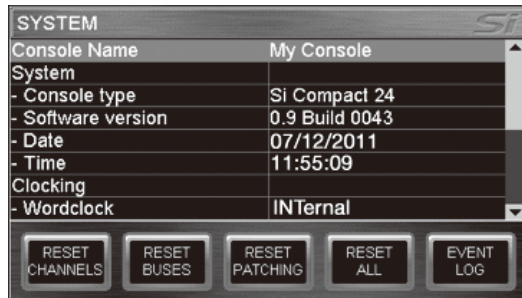 SYSTEM Si
Console Name My Console
System
- Console type Si Compact 24
- Software version 0.9 Build 0043
- Date 07/12/2011
- Time 11:55:09
Clocking
- Wordclock INTernal
RESET CHANNELS RESET BUSES RESET PATCHING RESET ALL EVENT LOG